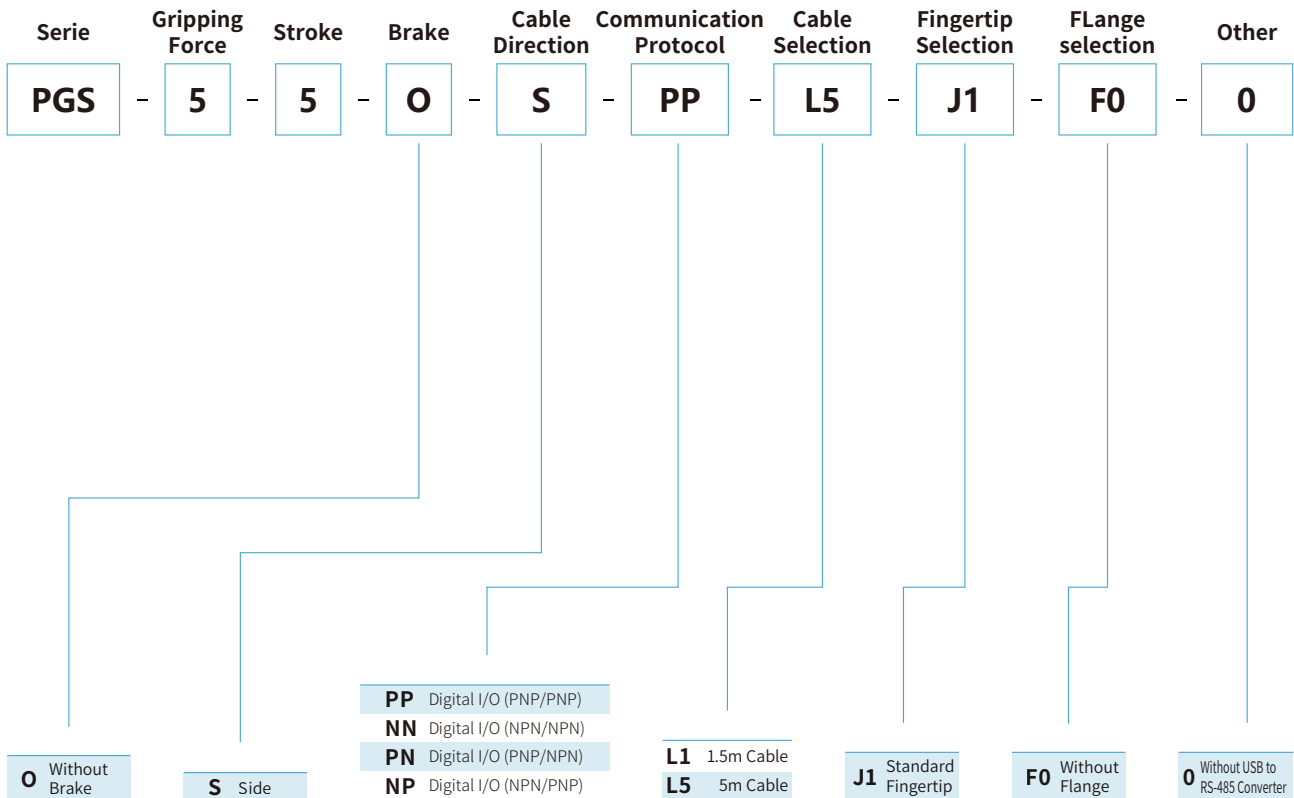 Serie
Gripping
Force
Stroke
Brake
Cable
Direction
Communication
Protocol
Cable
Selection
Fingertip
Selection
FLange
selection
Other
PGS - 5 - 5 - O - S - PP - L5 - J1 - F0 - 0
O Without
Brake
S Side
PP Digital I/O (PNP/PNP)
NN Digital I/O (NPN/NPN)
PN Digital I/O (PNP/NPN)
NP Digital I/O (NPN/PNP)
L1 1.5m Cable
L5 5m Cable
J1 Standard
Fingertip
F0 Without
Flange
0 Without USB to
RS-485 Converter